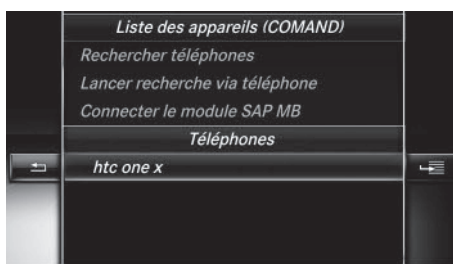 Liste des appareils (COMAND)
Rechercher téléphones
Lancer recherche via téléphone
Connecter le module SAP MB
Téléphones
htc one x